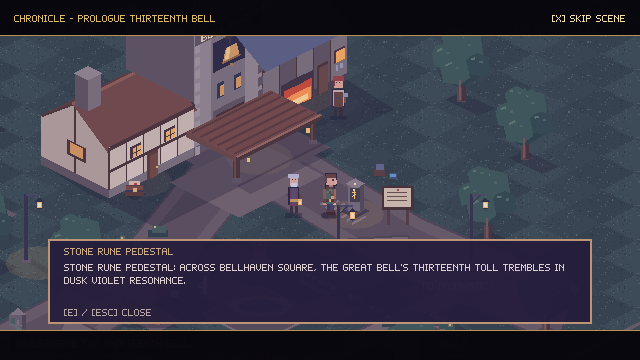 CHRONICLE - PROLOGUE THIRTEENTH BELL
[X] SKIP SCENE
STONE RUNE PEDESTAL
STONE RUNE PEDESTAL: ACROSS BELLHAVEN SQUARE, THE GREAT BELL'S THIRTEENTH TOLL TREMBLES IN
DUSK VIOLET RESONANCE.
[E] / [ESC] CLOSE